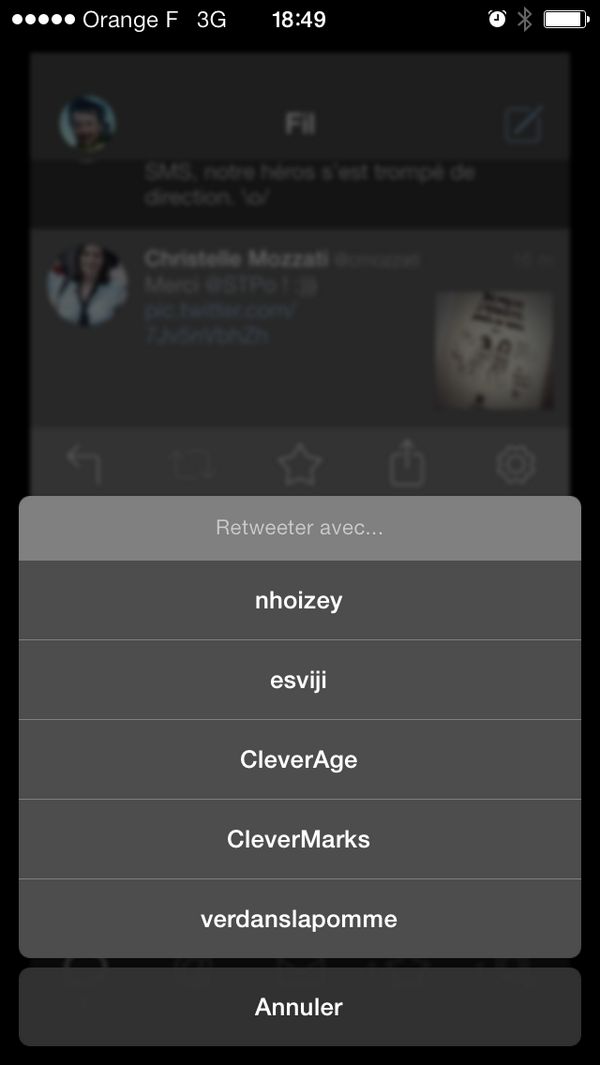 Orange F 3G 18:49
Fil
SMS, notre héros s'est trompé de
direction. \o/
Christelle Mozzati @cmozzati
Merci @STPo ! :)
pic.twitter.com/
Retweeter avec...
nhoizey
esviji
CleverAge
CleverMarks
verdanslapomme
Annuler